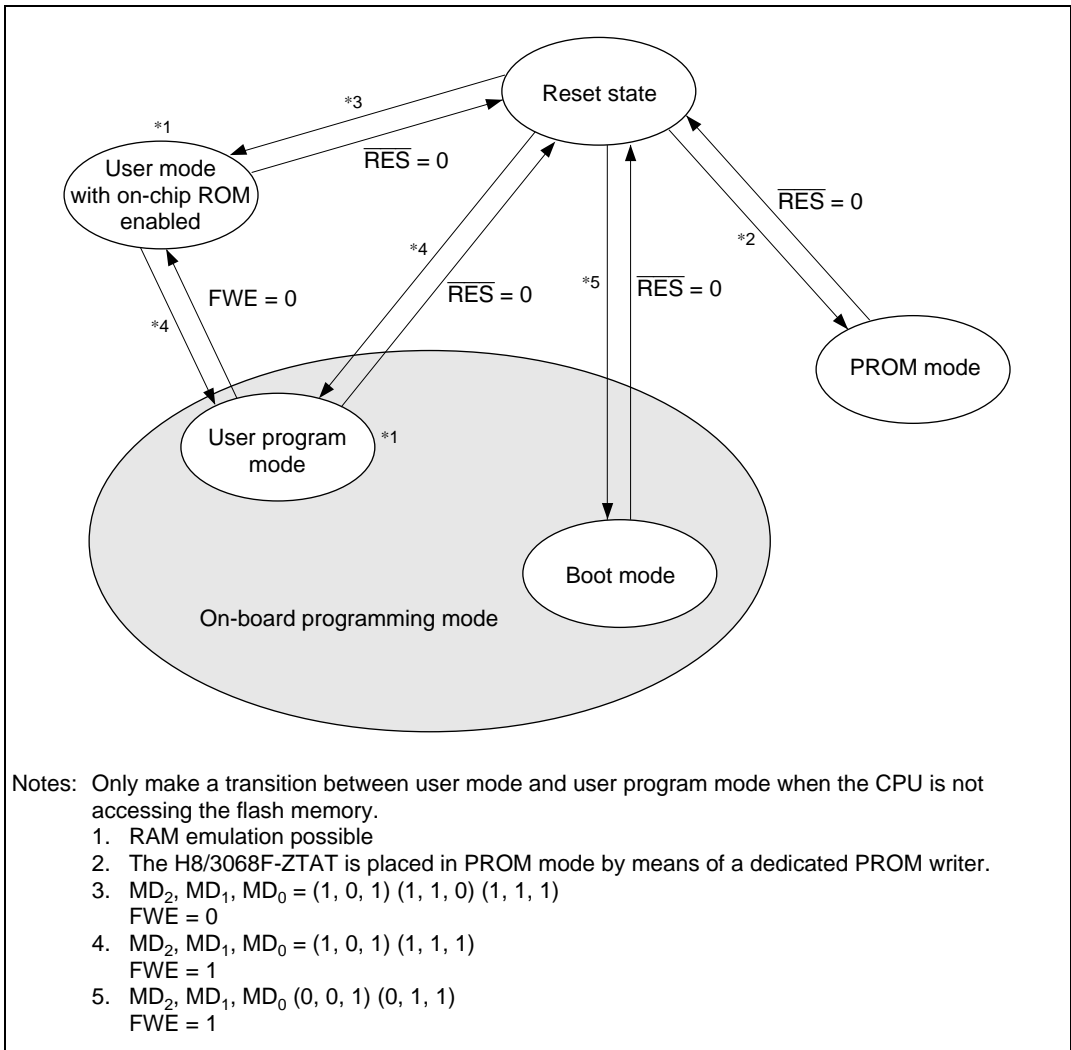 Reset state
*3
*1
RES = 0
User mode
with on-chip ROM
enabled
RES = 0
*2
*4
RES = 0
*5
RES = 0
FWE = 0
*4
PROM mode
User program
mode
*1
Boot mode
On-board programming mode
Notes: Only make a transition between user mode and user program mode when the CPU is not
accessing the flash memory.
1. RAM emulation possible
2. The H8/3068F-ZTAT is placed in PROM mode by means of a dedicated PROM writer.
3. MD2, MD1, MD0 = (1, 0, 1) (1, 1, 0) (1, 1, 1)
FWE = 0
4. MD2, MD1, MD0 = (1, 0, 1) (1, 1, 1)
FWE = 1
5. MD2, MD1, MD0 (0, 0, 1) (0, 1, 1)
FWE = 1